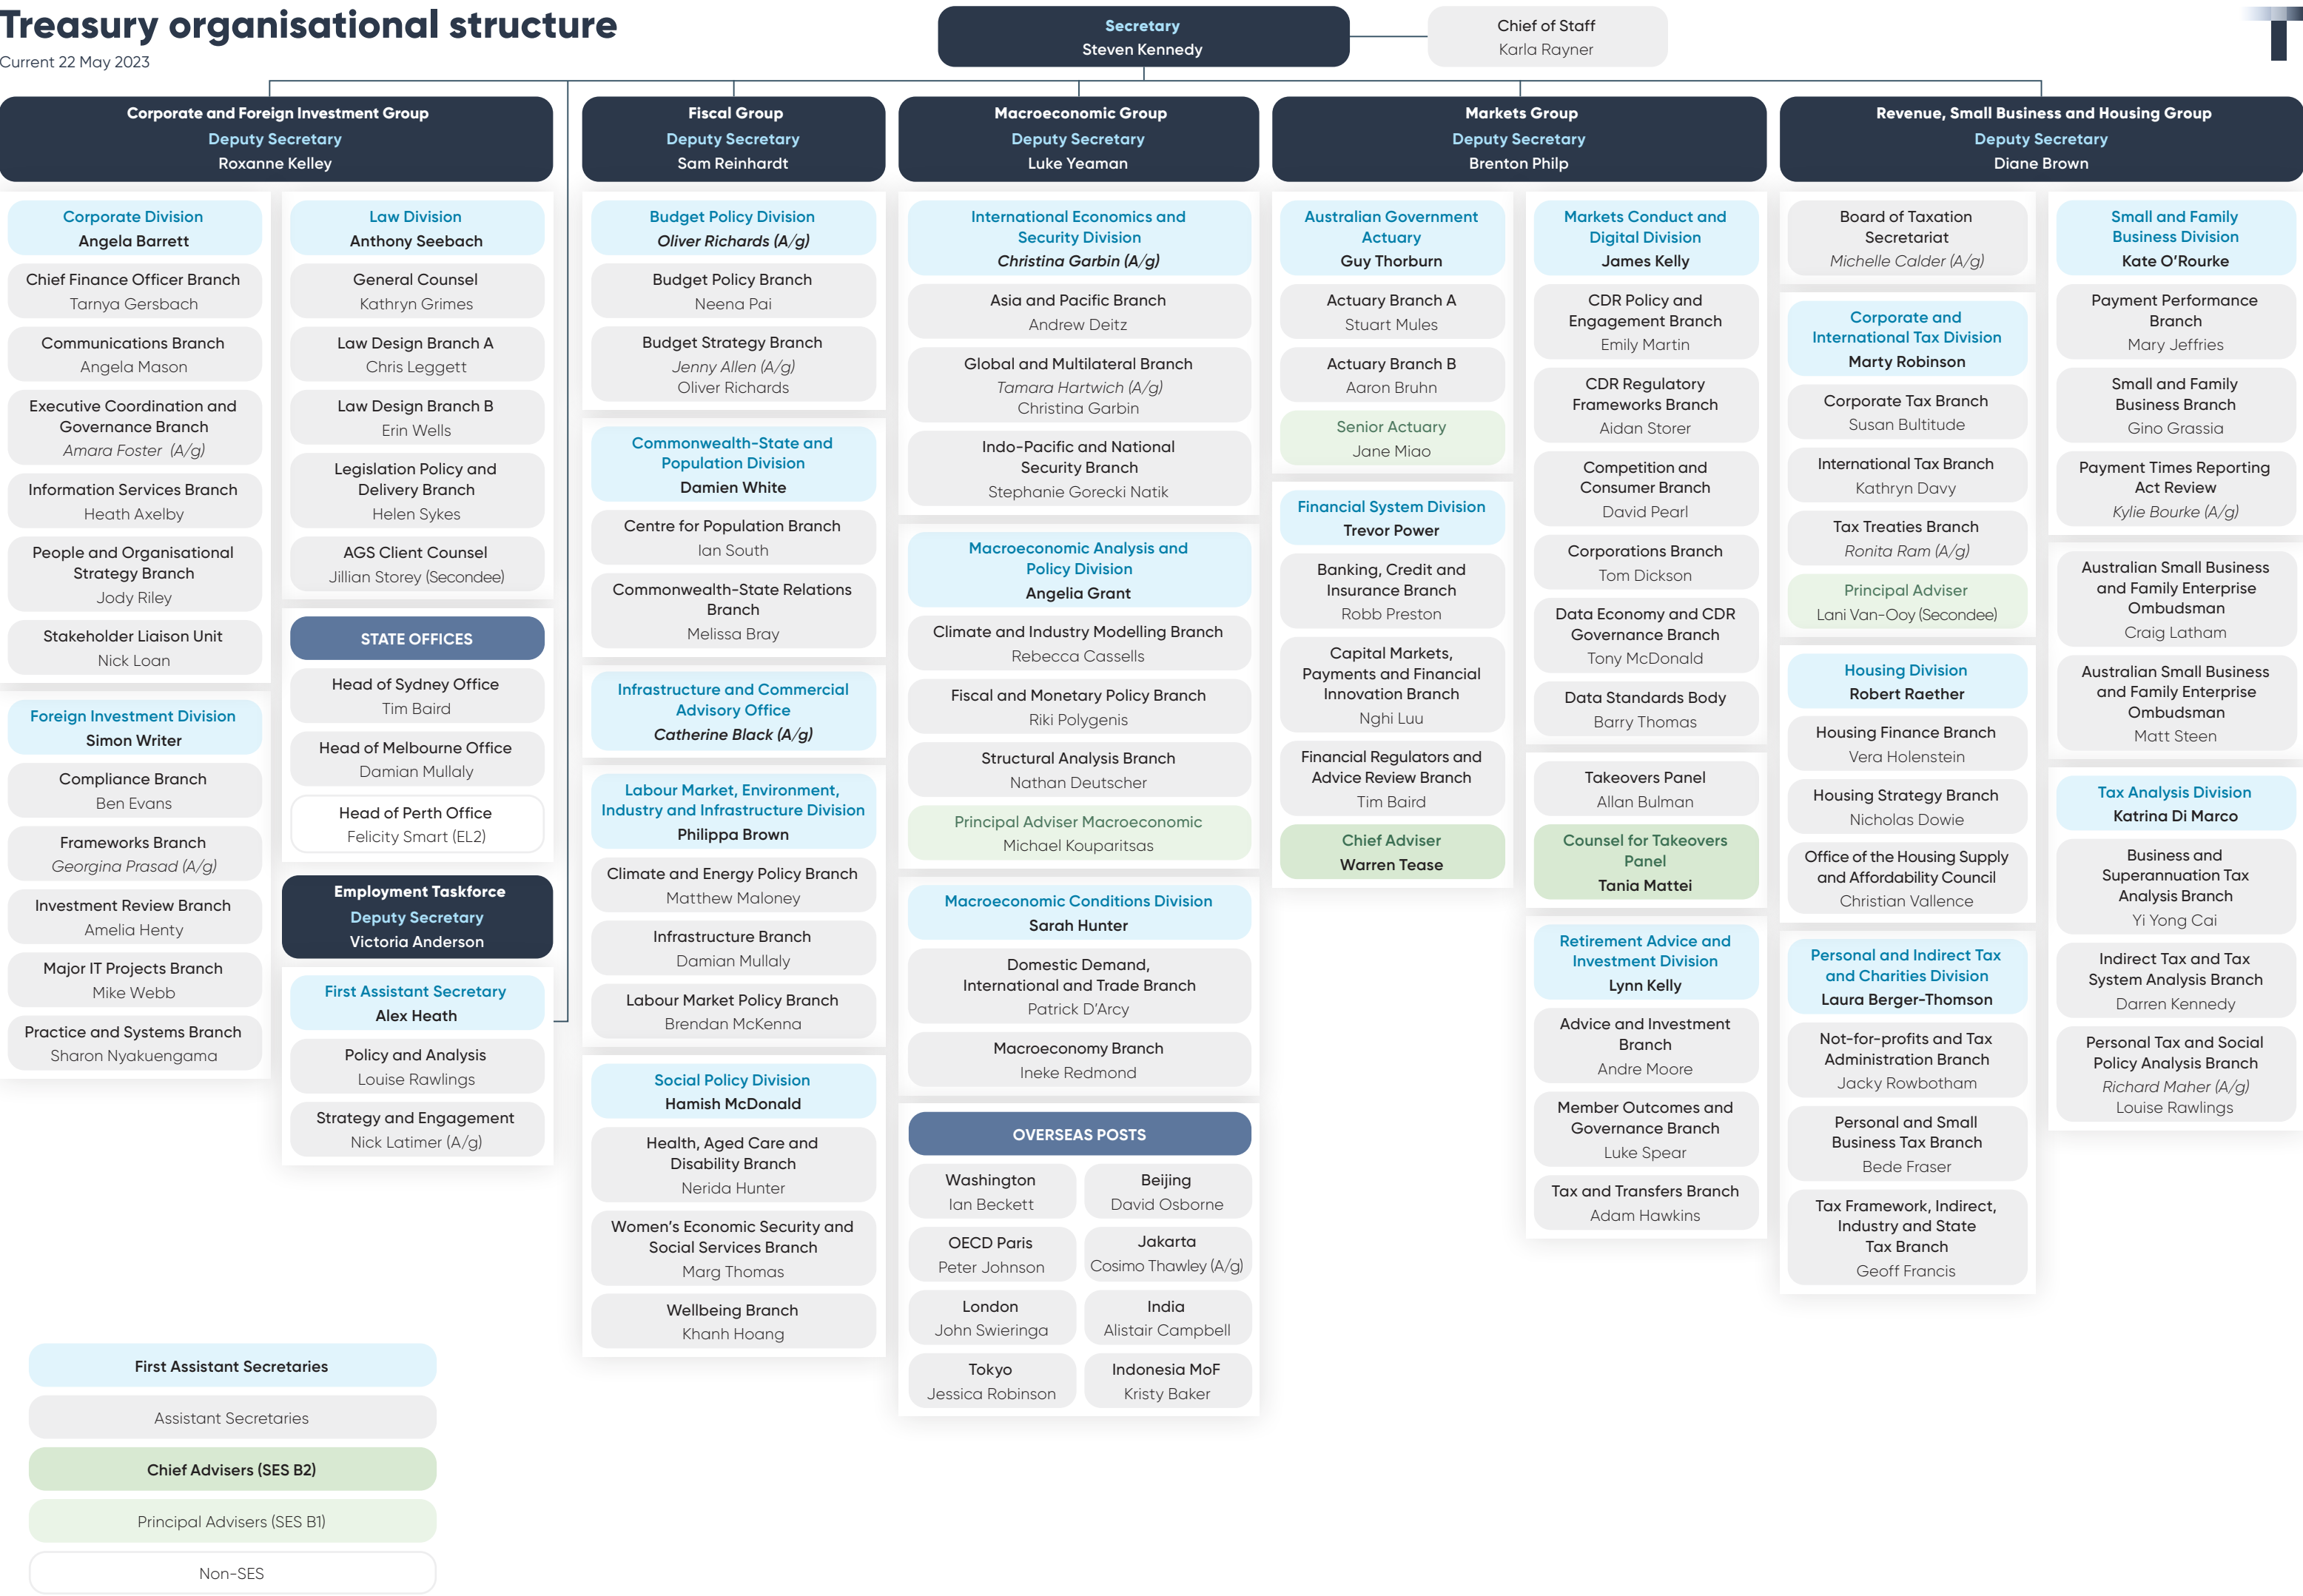 Treasury organisational structure
Current 22 May 2023
Secretary
Steven Kennedy
Chief of Staff
Karla Rayner
Corporate and Foreign Investment Group
Deputy Secretary
Roxanne Kelley
Corporate Division
Angela Barrett
Chief Finance Officer Branch
Tarnya Gersbach
Communications Branch
Angela Mason
Executive Coordination and
Governance Branch
Amara Foster (A/g)
Information Services Branch
Heath Axelby
People and Organisational
Strategy Branch
Jody Riley
Stakeholder Liaison Unit
Nick Loan
Foreign Investment Division
Simon Writer
Compliance Branch
Ben Evans
Frameworks Branch
Georgina Prasad (A/g)
Investment Review Branch
Amelia Henty
Major IT Projects Branch
Mike Webb
Practice and Systems Branch
Sharon Nyakuengama
Law Division
Anthony Seebach
General Counsel
Kathryn Grimes
Law Design Branch A
Chris Leggett
Law Design Branch B
Erin Wells
Legislation Policy and
Delivery Branch
Helen Sykes
AGS Client Counsel
Jillian Storey (Secondee)
STATE OFFICES
Head of Sydney Office
Tim Baird
Head of Melbourne Office
Damian Mullaly
Head of Perth Office
Felicity Smart (EL2)
Employment Taskforce
Deputy Secretary
Victoria Anderson
First Assistant Secretary
Alex Heath
Policy and Analysis
Louise Rawlings
Strategy and Engagement
Nick Latimer (A/g)
Fiscal Group
Deputy Secretary
Sam Reinhardt
Budget Policy Division
Oliver Richards (A/g)
Budget Policy Branch
Neena Pai
Budget Strategy Branch
Jenny Allen (A/g)
Oliver Richards
Commonwealth-State and
Population Division
Damien White
Centre for Population Branch
Ian South
Commonwealth-State Relations
Branch
Melissa Bray
Infrastructure and Commercial
Advisory Office
Catherine Black (A/g)
Labour Market, Environment,
Industry and Infrastructure Division
Philippa Brown
Climate and Energy Policy Branch
Matthew Maloney
Infrastructure Branch
Damian Mullaly
Labour Market Policy Branch
Brendan McKenna
Social Policy Division
Hamish McDonald
Health, Aged Care and
Disability Branch
Nerida Hunter
Women’s Economic Security and
Social Services Branch
Marg Thomas
Wellbeing Branch
Khanh Hoang
Macroeconomic Group
Deputy Secretary
Luke Yeaman
International Economics and
Security Division
Christina Garbin (A/g)
Asia and Pacific Branch
Andrew Deitz
Global and Multilateral Branch
Tamara Hartwich (A/g)
Christina Garbin
Indo-Pacific and National
Security Branch
Stephanie Gorecki Natik
Macroeconomic Analysis and
Policy Division
Angelia Grant
Climate and Industry Modelling Branch
Rebecca Cassells
Fiscal and Monetary Policy Branch
Riki Polygenis
Structural Analysis Branch
Nathan Deutscher
Principal Adviser Macroeconomic
Michael Kouparitsas
Macroeconomic Conditions Division
Sarah Hunter
Domestic Demand,
International and Trade Branch
Patrick D’Arcy
Macroeconomy Branch
Ineke Redmond
OVERSEAS POSTS
Washington
Ian Beckett
Beijing
David Osborne
OECD Paris
Peter Johnson
Jakarta
Cosimo Thawley (A/g)
London
John Swieringa
India
Alistair Campbell
Tokyo
Jessica Robinson
Indonesia MoF
Kristy Baker
Markets Group
Deputy Secretary
Brenton Philp
Australian Government
Actuary
Guy Thorburn
Actuary Branch A
Stuart Mules
Actuary Branch B
Aaron Bruhn
Senior Actuary
Jane Miao
Financial System Division
Trevor Power
Banking, Credit and
Insurance Branch
Robb Preston
Capital Markets,
Payments and Financial
Innovation Branch
Nghi Luu
Financial Regulators and
Advice Review Branch
Tim Baird
Chief Adviser
Warren Tease
Markets Conduct and
Digital Division
James Kelly
CDR Policy and
Engagement Branch
Emily Martin
CDR Regulatory
Frameworks Branch
Aidan Storer
Competition and
Consumer Branch
David Pearl
Corporations Branch
Tom Dickson
Data Economy and CDR
Governance Branch
Tony McDonald
Data Standards Body
Barry Thomas
Takeovers Panel
Allan Bulman
Counsel for Takeovers
Panel
Tania Mattei
Retirement Advice and
Investment Division
Lynn Kelly
Advice and Investment
Branch
Andre Moore
Member Outcomes and
Governance Branch
Luke Spear
Tax and Transfers Branch
Adam Hawkins
Revenue, Small Business and Housing Group
Deputy Secretary
Diane Brown
Board of Taxation
Secretariat
Michelle Calder (A/g)
Corporate and
International Tax Division
Marty Robinson
Corporate Tax Branch
Susan Bultitude
International Tax Branch
Kathryn Davy
Tax Treaties Branch
Ronita Ram (A/g)
Principal Adviser
Lani Van-Ooy (Secondee)
Housing Division
Robert Raether
Housing Finance Branch
Vera Holenstein
Housing Strategy Branch
Nicholas Dowie
Office of the Housing Supply
and Affordability Council
Christian Vallence
Personal and Indirect Tax
and Charities Division
Laura Berger-Thomson
Not-for-profits and Tax
Administration Branch
Jacky Rowbotham
Personal and Small
Business Tax Branch
Bede Fraser
Tax Framework, Indirect,
Industry and State
Tax Branch
Geoff Francis
Small and Family
Business Division
Kate O’Rourke
Payment Performance
Branch
Mary Jeffries
Small and Family
Business Branch
Gino Grassia
Payment Times Reporting
Act Review
Kylie Bourke (A/g)
Australian Small Business
and Family Enterprise
Ombudsman
Craig Latham
Australian Small Business
and Family Enterprise
Ombudsman
Matt Steen
Tax Analysis Division
Katrina Di Marco
Business and
Superannuation Tax
Analysis Branch
Yi Yong Cai
Indirect Tax and Tax
System Analysis Branch
Darren Kennedy
Personal Tax and Social
Policy Analysis Branch
Richard Maher (A/g)
Louise Rawlings
First Assistant Secretaries
Assistant Secretaries
Chief Advisers (SES B2)
Principal Advisers (SES B1)
Non-SES